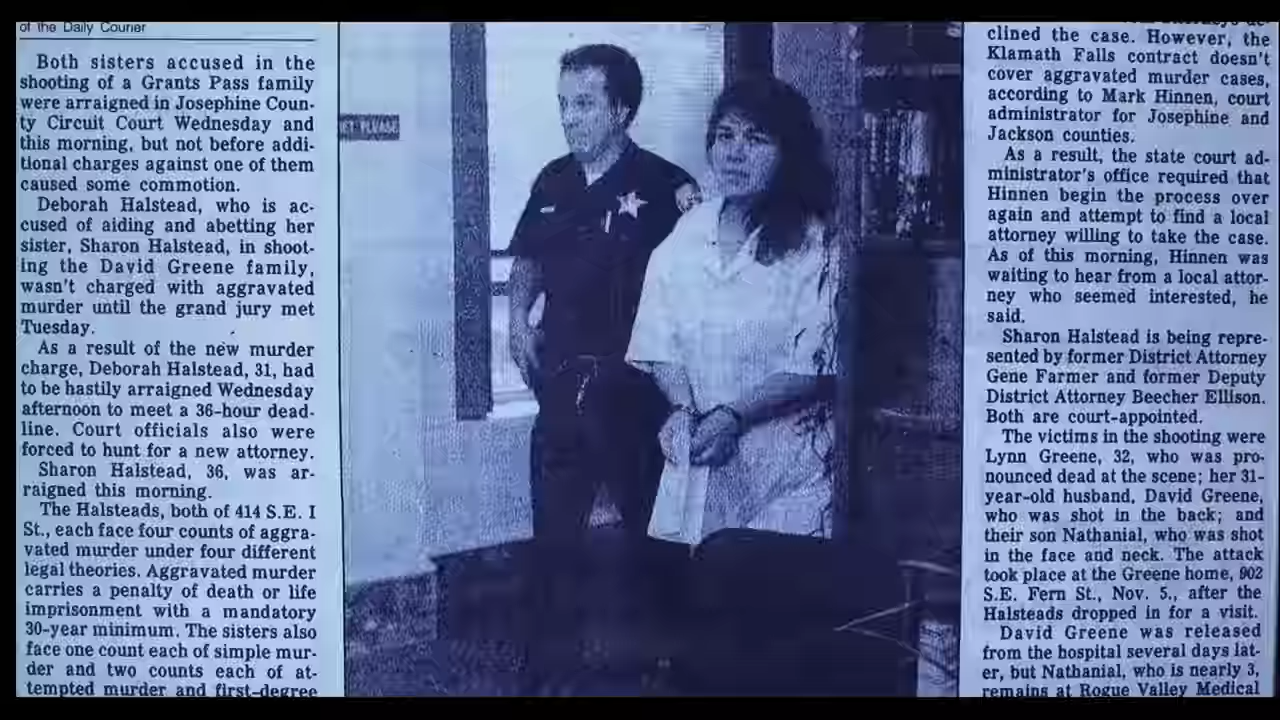 of the Daily Courier
Both sisters accused in the
shooting of a Grants Pass family
were arraigned in Josephine Coun-
ty Circuit Court Wednesday and
this morning, but not before addi-
tional charges against one of them
caused some commotion.
Deborah Halstead, who is ac-
cused of aiding and abetting her
sister, Sharon Halstead, in shoot-
ing the David Greene family,
wasn't charged with aggravated
murder until the grand jury met
Tuesday.
As a result of the new murder
charge, Deborah Halstead, 31, had
to be hastily arraigned Wednesday
afternoon to meet a 36-hour dead-
line. Court officials also were
forced to hunt for a new attorney.
Sharon Halstead, 36, was ar-
raigned this morning.
The Halsteads, both of 414 S.E. I
St., each face four counts of aggra-
vated murder under four different
legal theories. Aggravated murder
carries a penalty of death or life
imprisonment with a mandatory
30-year minimum. The sisters also
face one count each of simple mur-
der and two counts each of at-
tempted murder and first-degree
PLEASE
clined the case. However, the
Klamath Falls contract doesn't
cover aggravated murder cases,
according to Mark Hinnen, court
administrator for Josephine and
Jackson counties.
As a result, the state court ad-
ministrator's office required that
Hinnen begin the process over
again and attempt to find a local
attorney willing to take the case.
As of this morning, Hinnen was
waiting to hear from a local attor-
ney who seemed interested, he
said.
Sharon Halstead is being repre-
sented by former District Attorney
Gene Farmer and former Deputy
District Attorney Beecher Ellison.
Both are court-appointed.
The victims in the shooting were
Lynn Greene, 32, who was pro-
nounced dead at the scene; her 31-
year-old husband, David Greene,
who was shot in the back; and
their son Nathanial, who was shot
in the face and neck. The attack
took place at the Greene home, 902
S.E. Fern St., Nov. 5., after the
Halsteads dropped in for a visit.
David Greene was released
from the hospital several days lat-
er, but Nathanial, who is nearly 3,
remains at Rogue Valley Medical